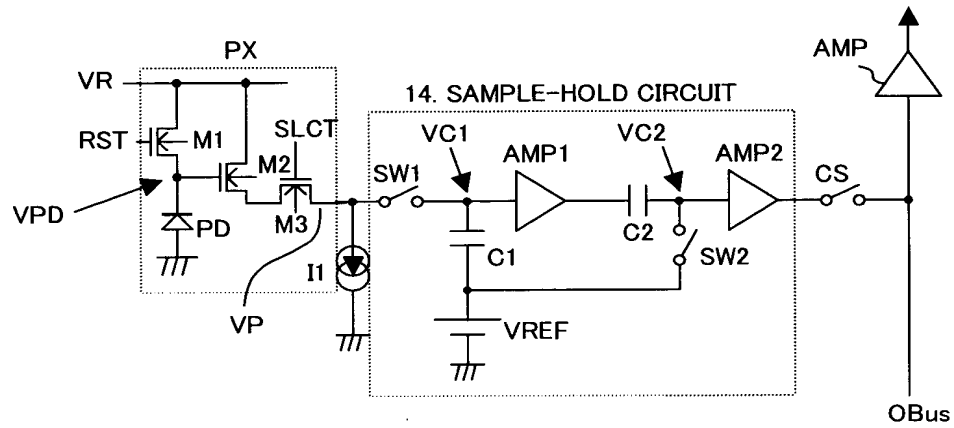 AMP
PX
VR
14. SAMPLE-HOLD CIRCUIT
RST
M1
SLCT
VC1
VC2
M2
SW1
AMP1
AMP2
CS
VPD
PD
M3
C1
C2
SW2
I1
VP
VREF
OBus